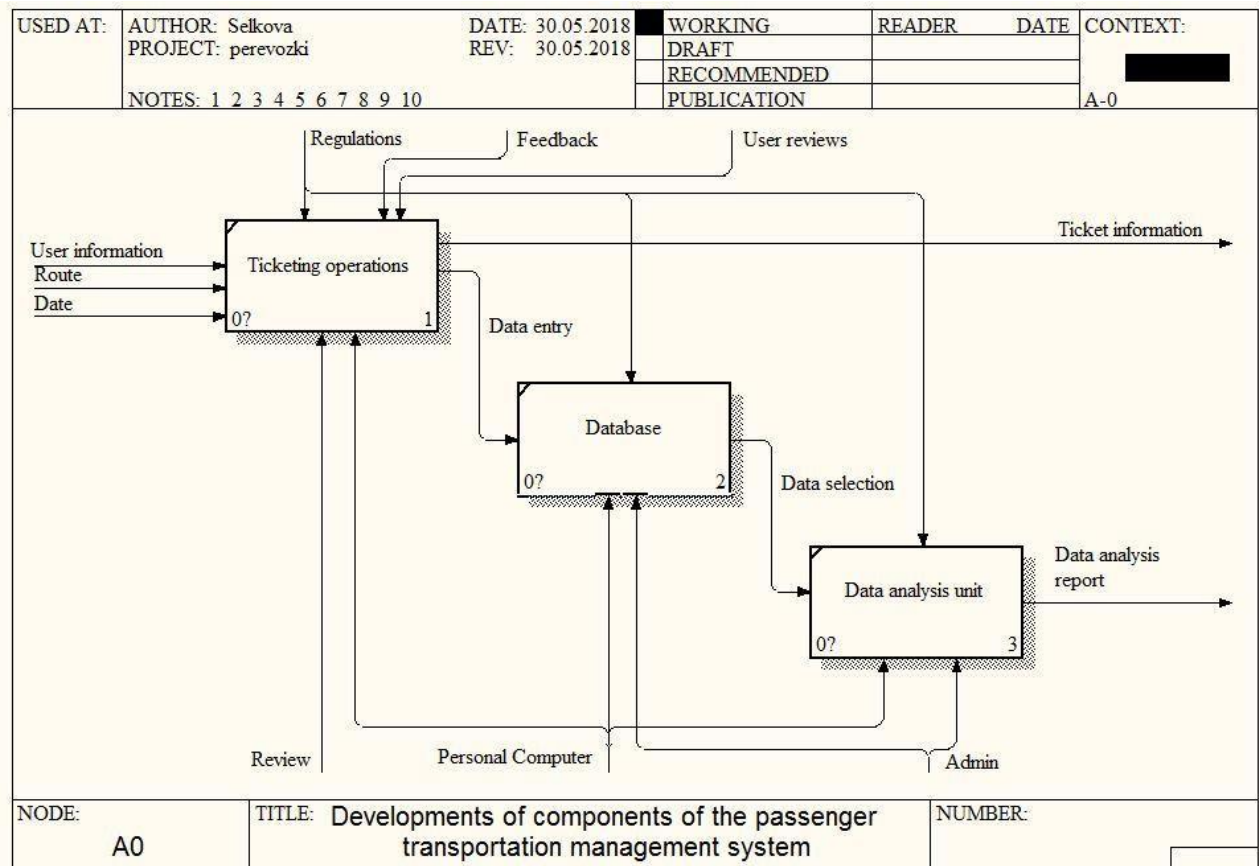 USED AT:
AUTHOR: Selkova
DATE: 30.05.2018
PROJECT: perevozki
REV: 30.05.2018
NOTES: 1 2 3 4 5 6 7 8 9 10
WORKING
DRAFT
RECOMMENDED
PUBLICATION
READER
DATE
CONTEXT:
A-0
Regulations
Feedback
User reviews
User information
Route
Date
Ticketing operations
0?
1
Ticket information
Data entry
Database
0?
2
Data selection
Data analysis unit
0?
3
Data analysis
report
Review
Personal Computer
Admin
NODE:
A0
TITLE: Developments of components of the passenger
transportation management system
NUMBER: